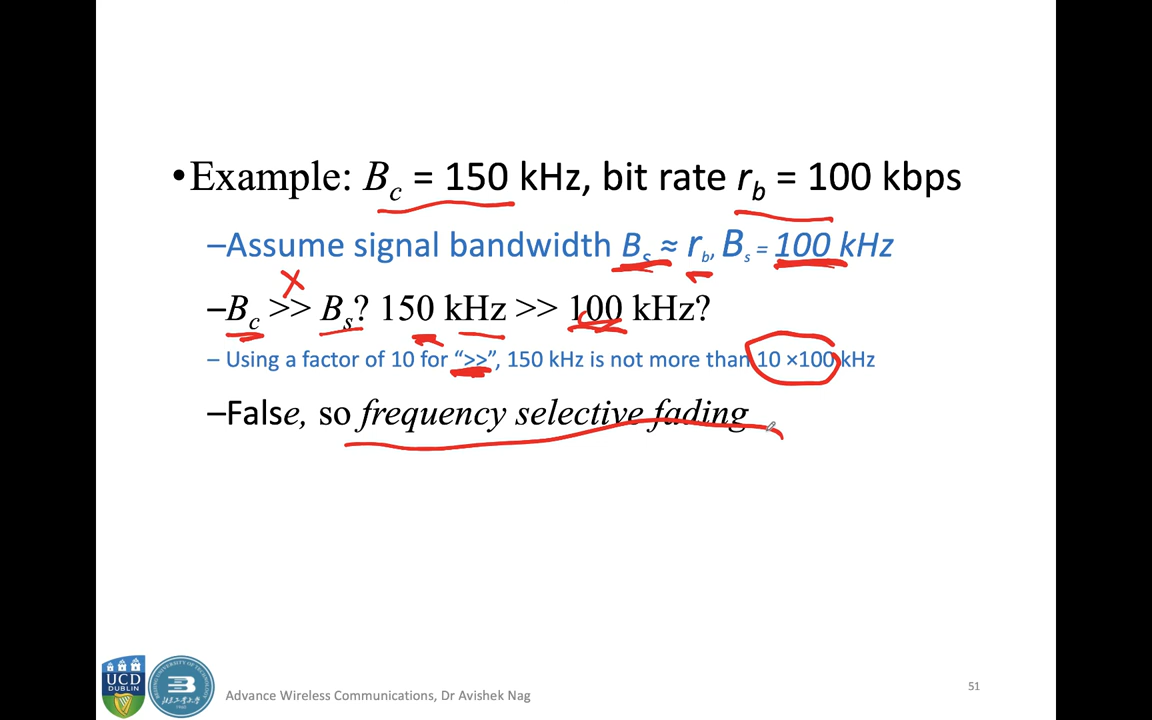 •Example: Bc = 150 kHz, bit rate rb = 100 kbps
–Assume signal bandwidth Bs ≈ rb, Bs = 100 kHz
–Bc >> Bs? 150 kHz >> 100 kHz?
– Using a factor of 10 for “>>”, 150 kHz is not more than 10 ×100 kHz
–False, so frequency selective fading
UCD
DUBLIN
Advance Wireless Communications, Dr Avishek Nag
51